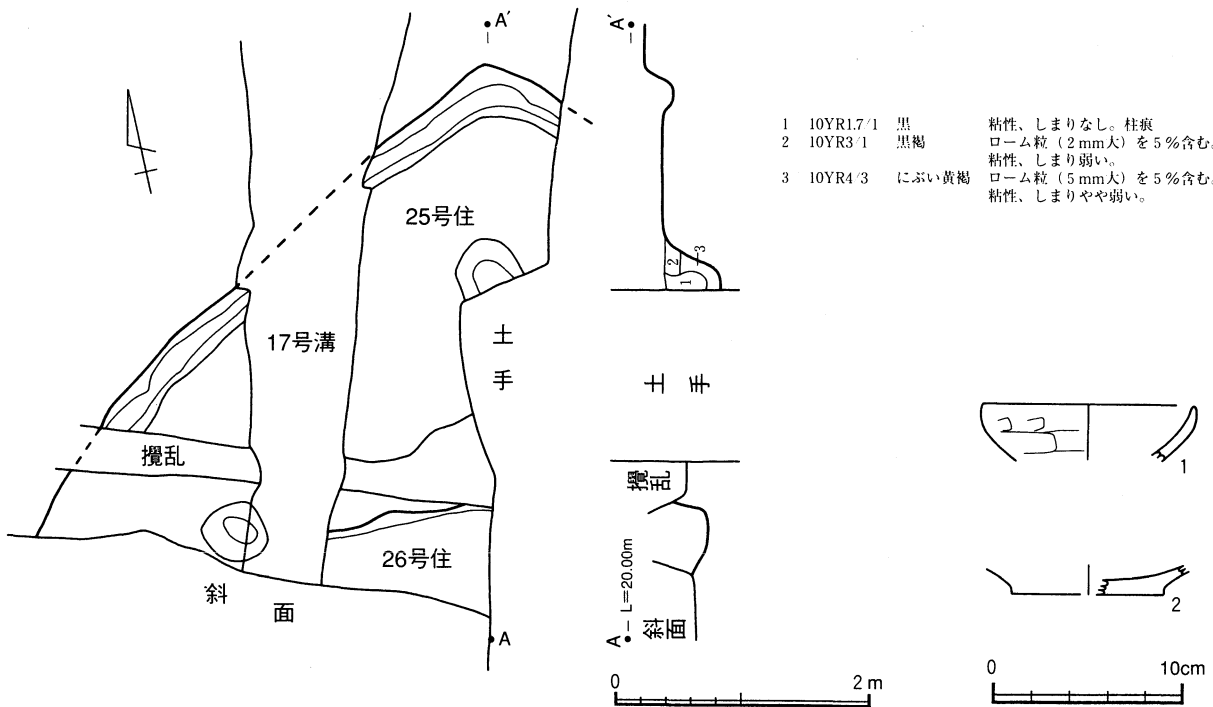 A'
25号住
17号溝
土
手
攪乱
26号住
斜
面
A
A'
3
2
1
土 手
攪乱
斜面
A
L=20.00m
0 2m
1 10YR1.7/1 黒 粘性、しまりなし。柱痕
2 10YR3/1 黒褐 ローム粒（2mm大）を5%含む。
粘性、しまり弱い。
3 10YR4/3 にぶい黄褐 ローム粒（5mm大）を5%含む。
粘性、しまりやや弱い。
1
2
0 10cm